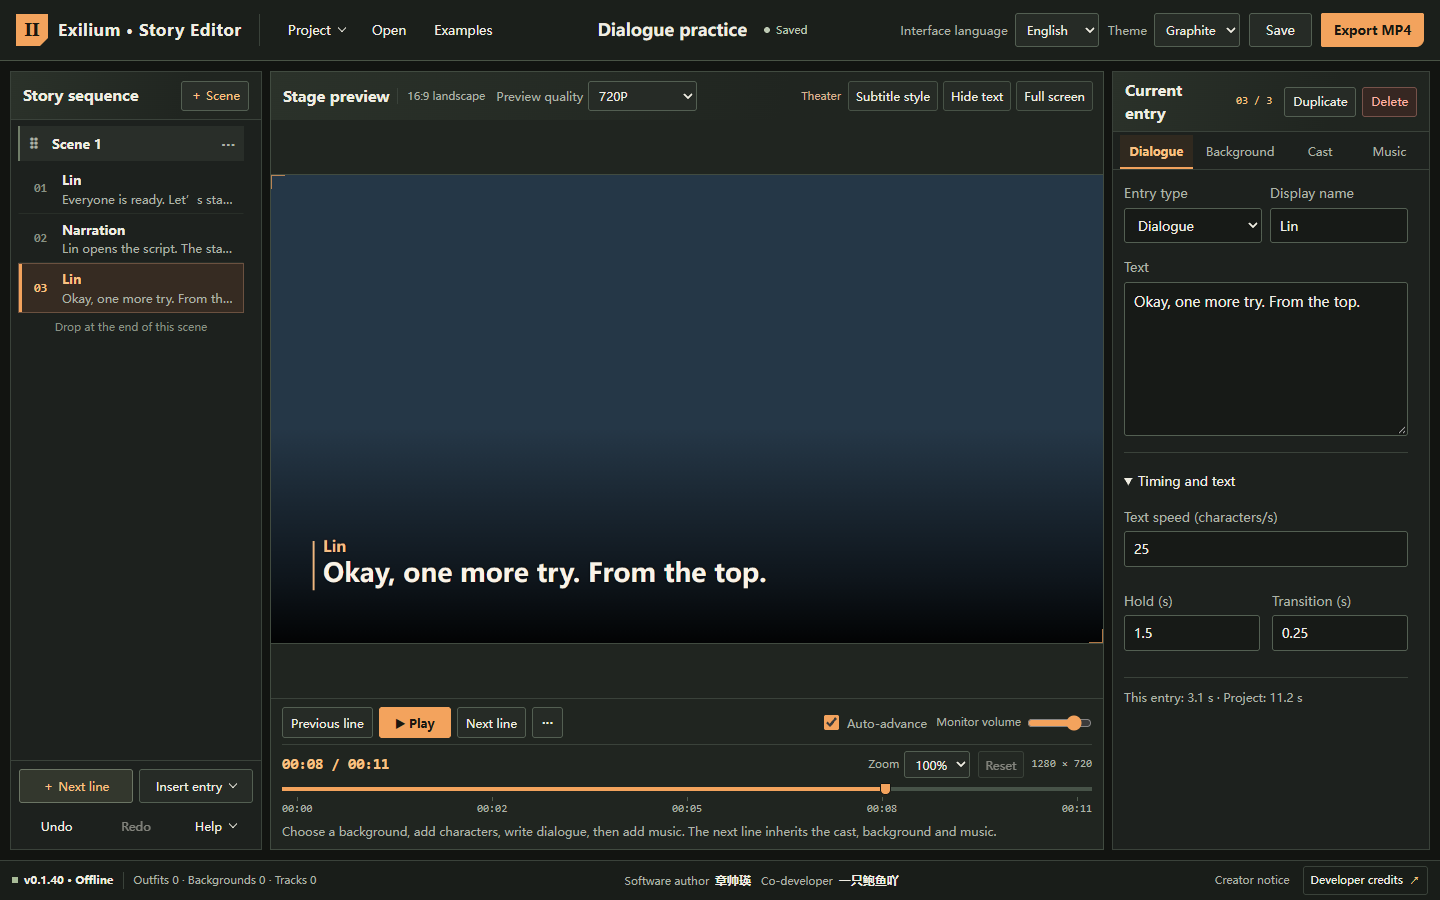 II Exilium • Story Editor
Project
Open
Examples
Dialogue practice
Saved
Interface language
English
Theme
Graphite
Save
Export MP4
Story sequence
+ Scene
Scene 1
01
Lin
Everyone is ready. Let’s sta...
02
Narration
Lin opens the script. The sta...
03
Lin
Okay, one more try. From th...
Drop at the end of this scene
+ Next line
Insert entry
Undo
Redo
Help
Stage preview
16:9 landscape
Preview quality
720P
Theater
Subtitle style
Hide text
Full screen
Lin
Okay, one more try. From the top.
Previous line
▶ Play
Next line
...
Auto-advance
Monitor volume
00:08 / 00:11
Zoom
100%
Reset
1280 × 720
00:00
00:02
00:05
00:08
00:11
Choose a background, add characters, write dialogue, then add music. The next line inherits the cast, background and music.
Current entry
03 / 3
Duplicate
Delete
Dialogue
Background
Cast
Music
Entry type
Display name
Dialogue
Lin
Text
Okay, one more try. From the top.
▼ Timing and text
Text speed (characters/s)
25
Hold (s)
Transition (s)
1.5
0.25
This entry: 3.1 s · Project: 11.2 s
v0.1.40 • Offline
Outfits 0 · Backgrounds 0 · Tracks 0
Software author 章帅瑛
Co-developer 一只鲍鱼吖
Creator notice
Developer credits ↗